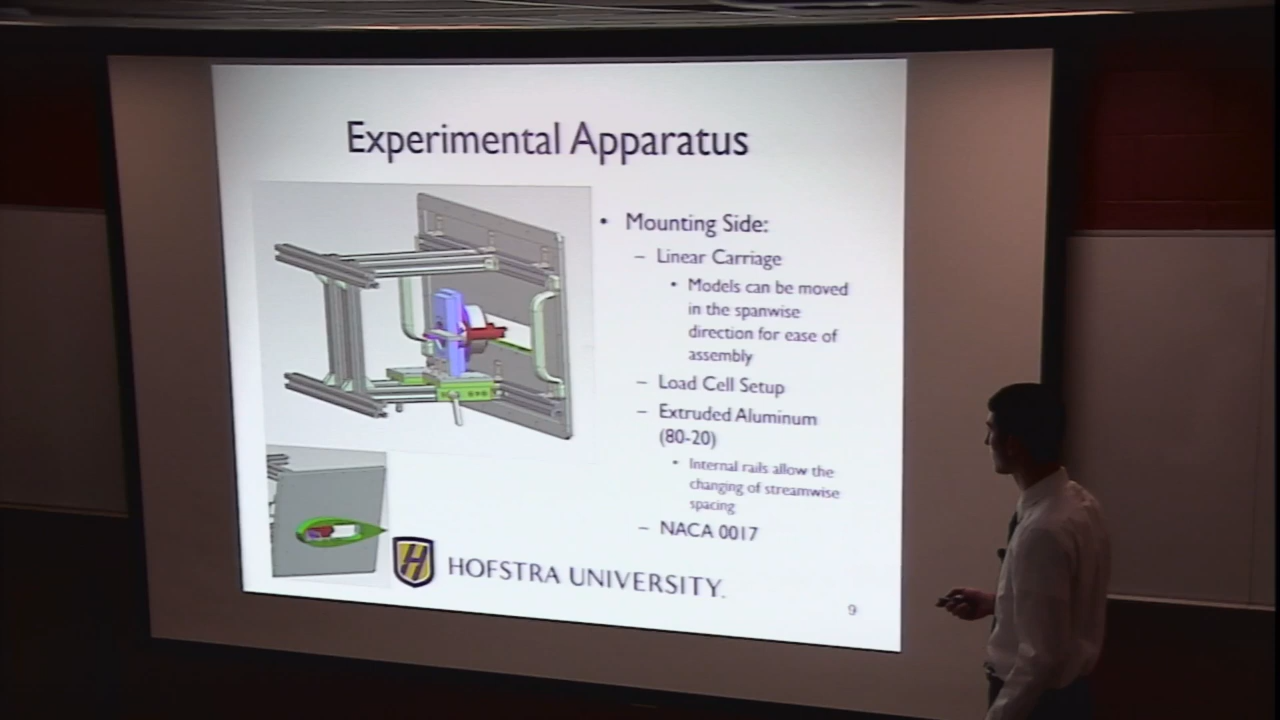 Experimental Apparatus
• Mounting Side:
– Linear Carriage
• Models can be moved
in the spanwise
direction for ease of
assembly
– Load Cell Setup
– Extruded Aluminum
(80-20)
• Internal rails allow the
changing of streamwise
spacing
– NACA 0017
H HOFSTRA UNIVERSITY.
9